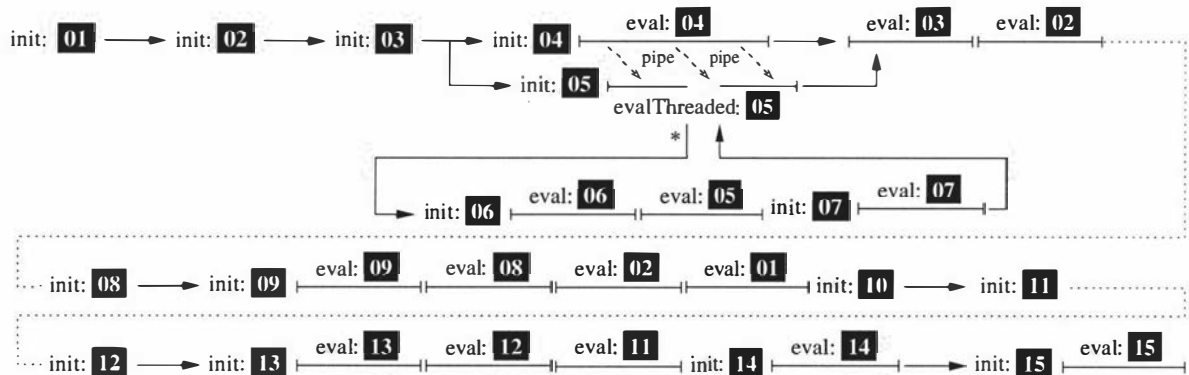 init: 01 init: 02 init: 03 init: 04 eval: 04 eval: 03 eval: 02
pipe pipe
init: 05
evalThreaded: 05
*
init: 06 eval: 06 eval: 05 init: 07 eval: 07
init: 08 init: 09 eval: 09 eval: 08 eval: 02 eval: 01 init: 10 init: 11
init: 12 init: 13 eval: 13 eval: 12 eval: 11 init: 14 eval: 14 init: 15 eval: 15